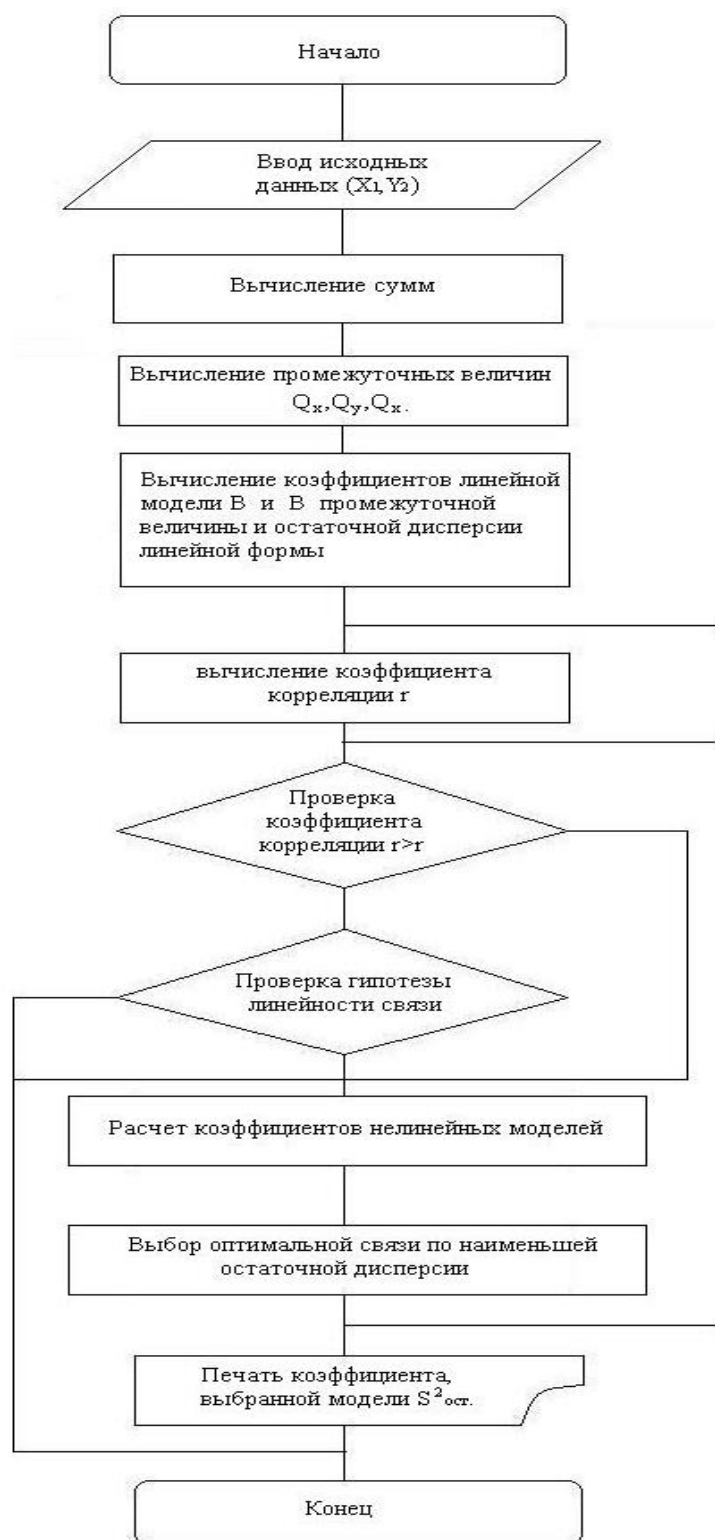 Начало
Ввод исходных
данных (X₁,Y₂)
Вычисление сумм
Вычисление промежуточных величин
Qₓ,Qᵧ,Qₓ.
Вычисление коэффициентов линейной
модели B и B промежуточной
величины и остаточной дисперсии
линейной формы
вычисление коэффициента
корреляции r
Проверка
коэффициента
корреляции r>r
Проверка гипотезы
линейности связи
Расчет коэффициентов нелинейных моделей
Выбор оптимальной связи по наименьшей
остаточной дисперсии
Печать коэффициента,
выбранной модели S²ост.
Конец